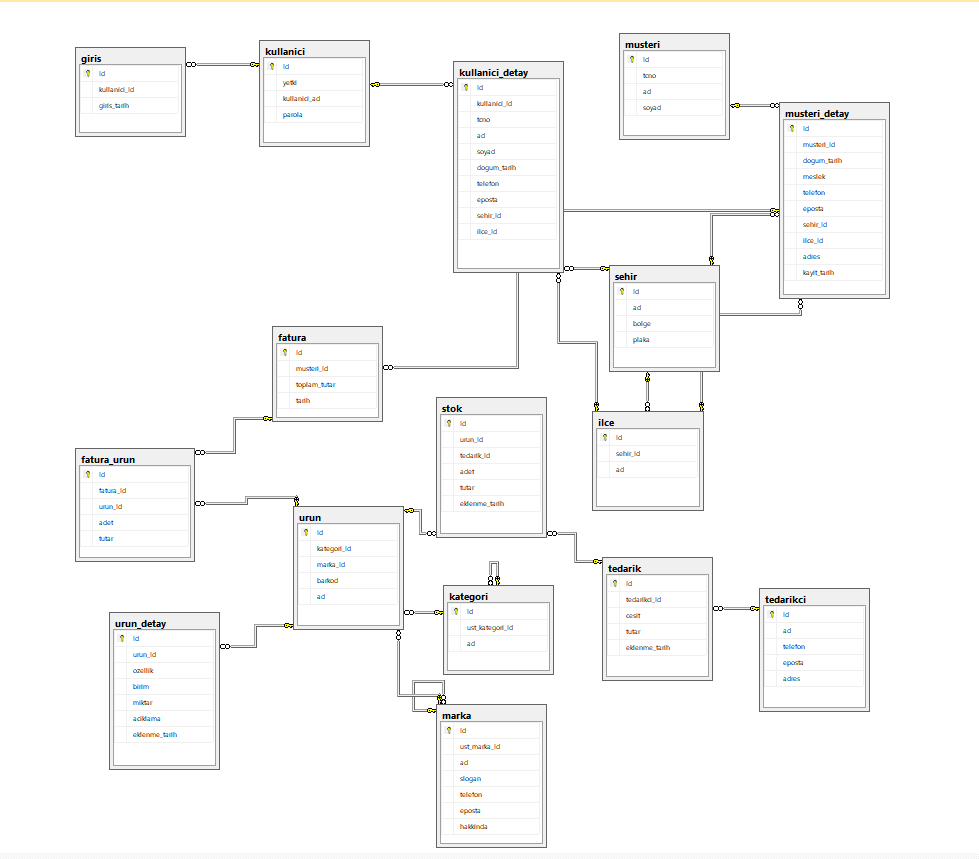 giris
Id
kullanici_Id
giris_tarih
kullanici
Id
yetki
kullanici_ad
parola
kullanici_detay
Id
kullanici_Id
tcno
ad
soyad
dogum_tarih
telefon
eposta
sehir_Id
ilce_Id
musteri
Id
tcno
ad
soyad
musteri_detay
Id
musteri_Id
dogum_tarih
meslek
telefon
eposta
sehir_Id
ilce_Id
adres
kayit_tarih
sehir
Id
ad
bolge
plaka
fatura
Id
musteri_Id
toplam_tutar
tarih
stok
Id
urun_Id
tedarik_Id
adet
tutar
eklenme_tarih
ilce
Id
sehir_Id
ad
fatura_urun
Id
fatura_Id
urun_Id
adet
tutar
urun
Id
kategori_Id
marka_Id
barkod
ad
kategori
Id
ust_kategori_Id
ad
tedarik
Id
tedarikci_Id
cesit
tutar
eklenme_tarih
tedarikci
Id
ad
telefon
eposta
adres
urun_detay
Id
urun_Id
ozellik
birim
miktar
aciklama
eklenme_tarih
marka
Id
ust_marka_Id
ad
slogan
telefon
eposta
hakkinda